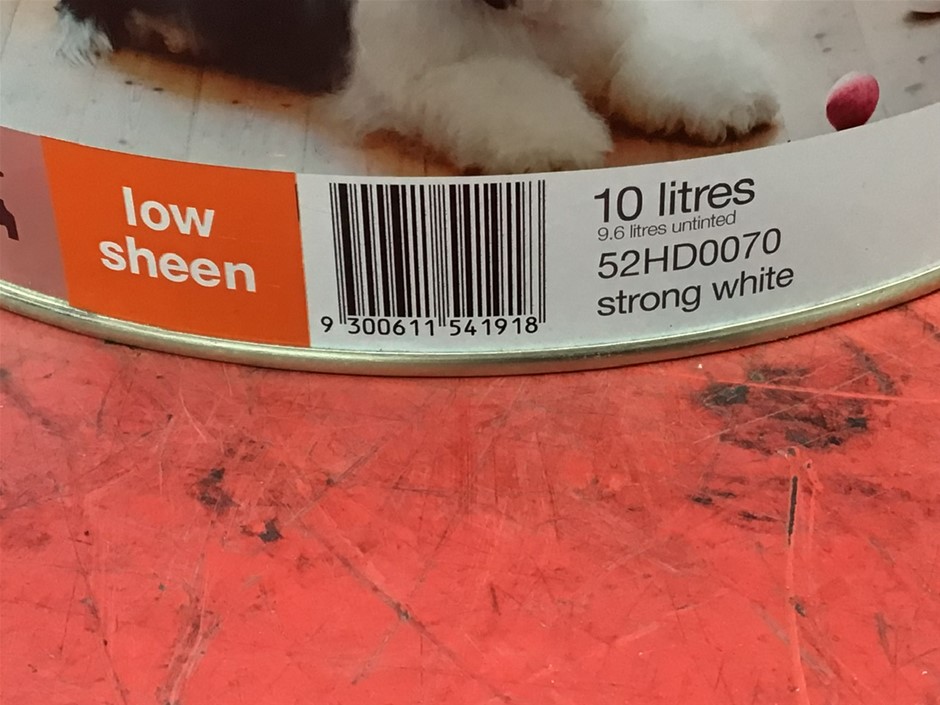 low
sheen
9 300611 541918
10 litres
9.6 litres untinted
52HD0070
strong white